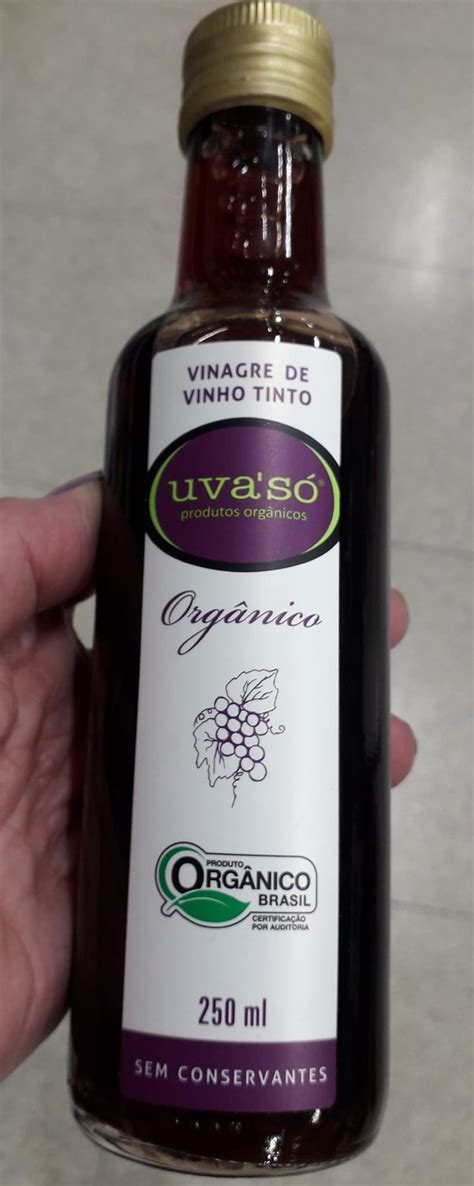 VINAGRE DE
VINHO TINTO
uva'só®
produtos orgânicos
Orgânico
PRODUTO
ORGÂNICO
BRASIL
CERTIFICAÇÃO
POR AUDITORIA
250 ml
SEM CONSERVANTES